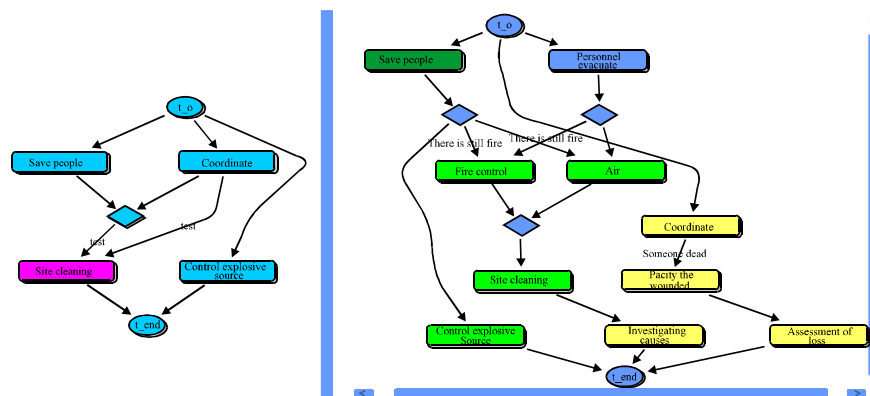 t_o
Save people
Coordinate
test
test
Site cleaning
Control explosive
source
t_end
t_o
Save people
Personnel
evacuate
There is still fire
There is still fire
Fire control
Air
Coordinate
Someone dead
Site cleaning
Pacity the
wounded
Control explosive
Source
Investigating
causes
Assessment of
loss
t_end